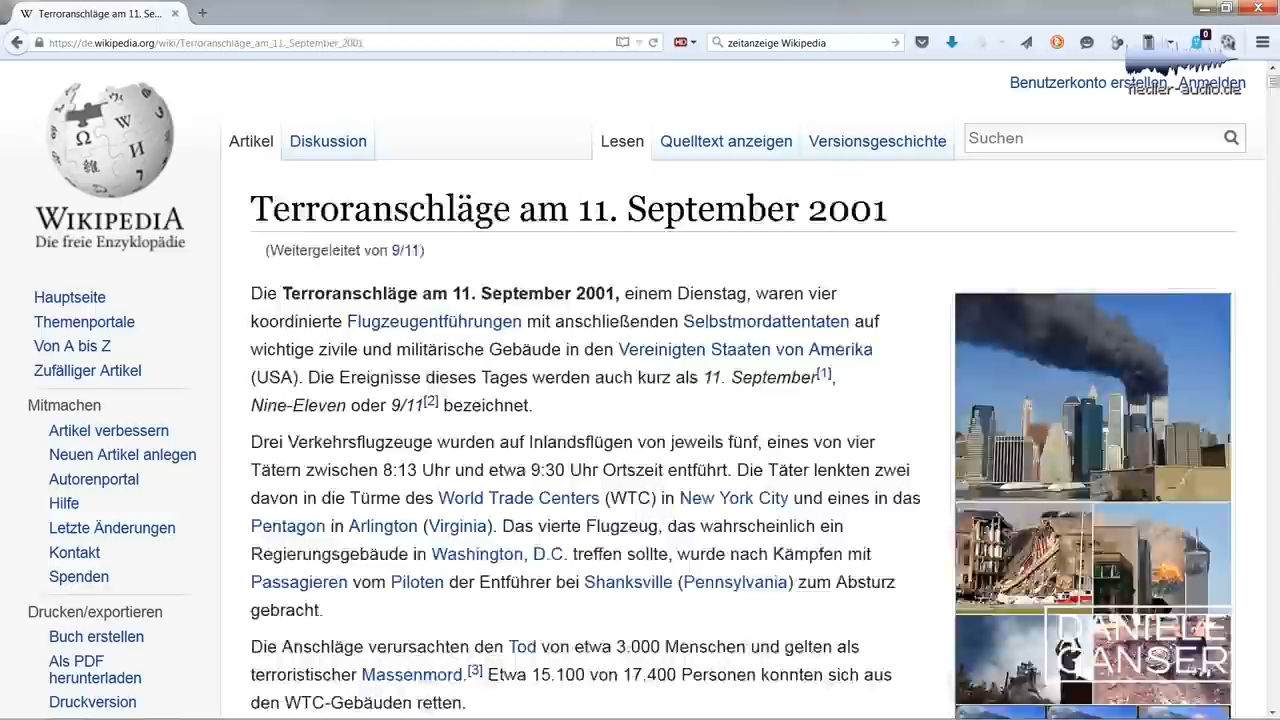 Terroranschläge am 11. Se...
https://de.wikipedia.org/wiki/Terroranschläge_am_11._September_2001
zeitanzeige Wikipedia
0
Benutzerkonto erstellen Anmelden
fiedler-audio.de
Artikel Diskussion Lesen Quelltext anzeigen Versionsgeschichte Suchen
WIKIPEDIA
Die freie Enzyklopädie
Hauptseite
Themenportale
Von A bis Z
Zufälliger Artikel
Mitmachen
Artikel verbessern
Neuen Artikel anlegen
Autorenportal
Hilfe
Letzte Änderungen
Kontakt
Spenden
Drucken/exportieren
Buch erstellen
Als PDF
herunterladen
Druckversion
Terroranschläge am 11. September 2001
(Weitergeleitet von 9/11)
Die Terroranschläge am 11. September 2001, einem Dienstag, waren vier
koordinierte Flugzeugentführungen mit anschließenden Selbstmordattentaten auf
wichtige zivile und militärische Gebäude in den Vereinigten Staaten von Amerika
(USA). Die Ereignisse dieses Tages werden auch kurz als 11. September[1],
Nine-Eleven oder 9/11[2] bezeichnet.
Drei Verkehrsflugzeuge wurden auf Inlandsflügen von jeweils fünf, eines von vier
Tätern zwischen 8:13 Uhr und etwa 9:30 Uhr Ortszeit entführt. Die Täter lenkten zwei
davon in die Türme des World Trade Centers (WTC) in New York City und eines in das
Pentagon in Arlington (Virginia). Das vierte Flugzeug, das wahrscheinlich ein
Regierungsgebäude in Washington, D.C. treffen sollte, wurde nach Kämpfen mit
Passagieren vom Piloten der Entführer bei Shanksville (Pennsylvania) zum Absturz
gebracht.
Die Anschläge verursachten den Tod von etwa 3.000 Menschen und gelten als
terroristischer Massenmord.[3] Etwa 15.100 von 17.400 Personen konnten sich aus
den WTC-Gebäuden retten.
DANIELE
GANSER